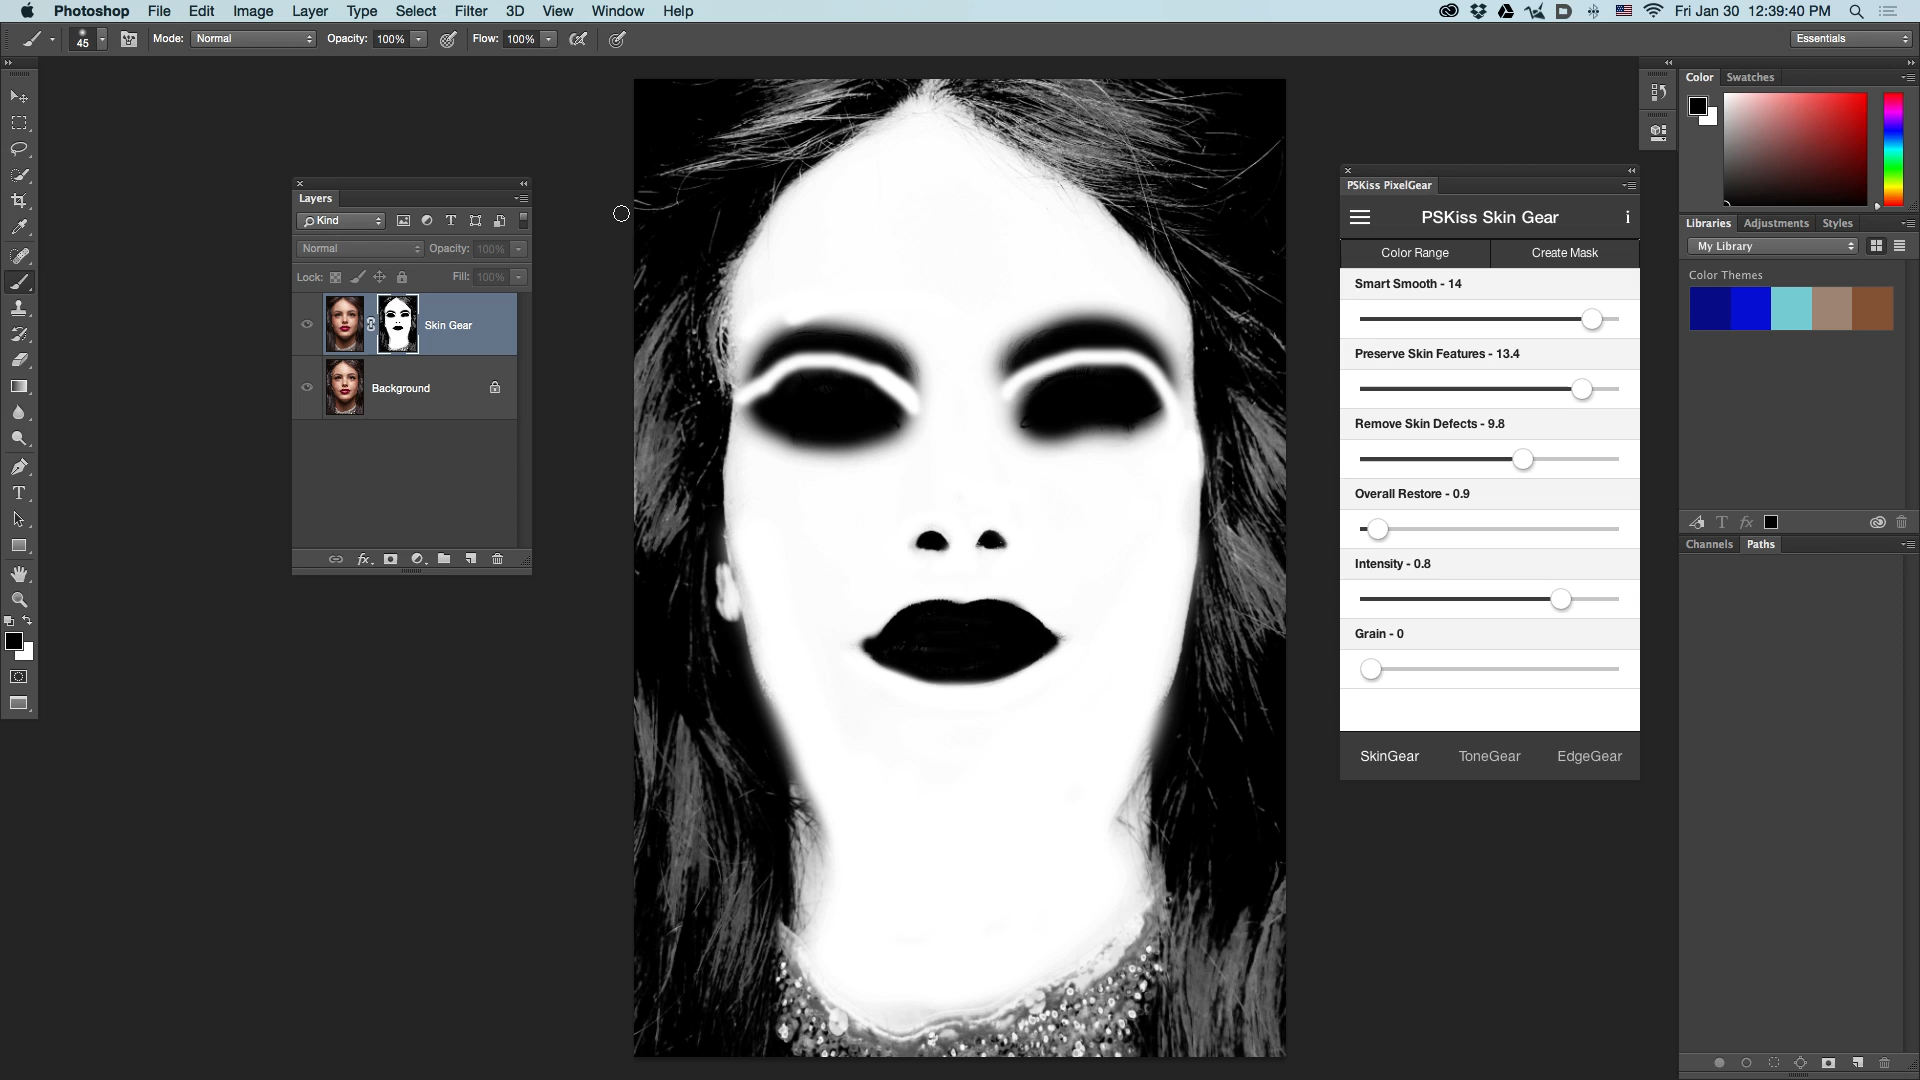 Photoshop File Edit Image Layer Type Select Filter 3D View Window Help
Fri Jan 30 12:39:40 PM
45 Mode: Normal Opacity: 100% Flow: 100%
Essentials
Layers
Kind
Normal Opacity: 100%
Lock: Fill: 100%
Skin Gear
Background
PSKiss PixelGear
PSKiss Skin Gear i
Color Range Create Mask
Smart Smooth - 14
Preserve Skin Features - 13.4
Remove Skin Defects - 9.8
Overall Restore - 0.9
Intensity - 0.8
Grain - 0
SkinGear ToneGear EdgeGear
Color Swatches
Libraries Adjustments Styles
My Library
Color Themes
Channels Paths